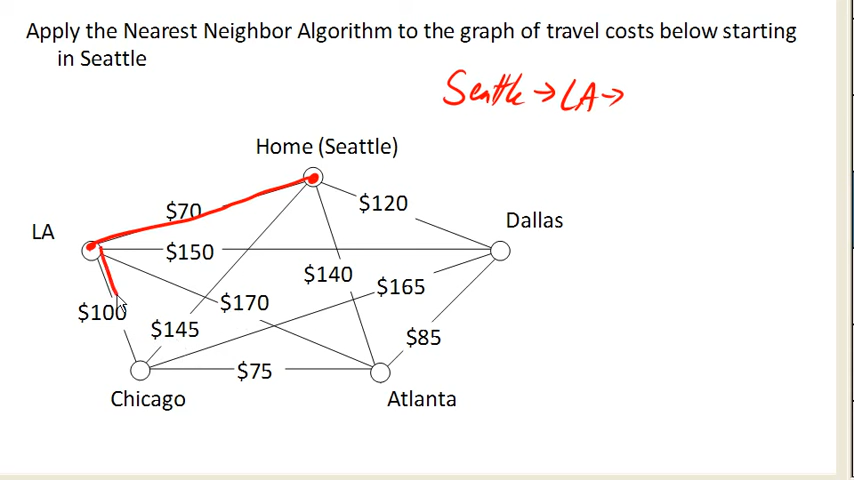 Apply the Nearest Neighbor Algorithm to the graph of travel costs below starting
in Seattle
Seattle → LA →
Home (Seattle)
$70
$120
LA
Dallas
$150
$140
$165
$170
$100
$145
$85
$75
Chicago
Atlanta